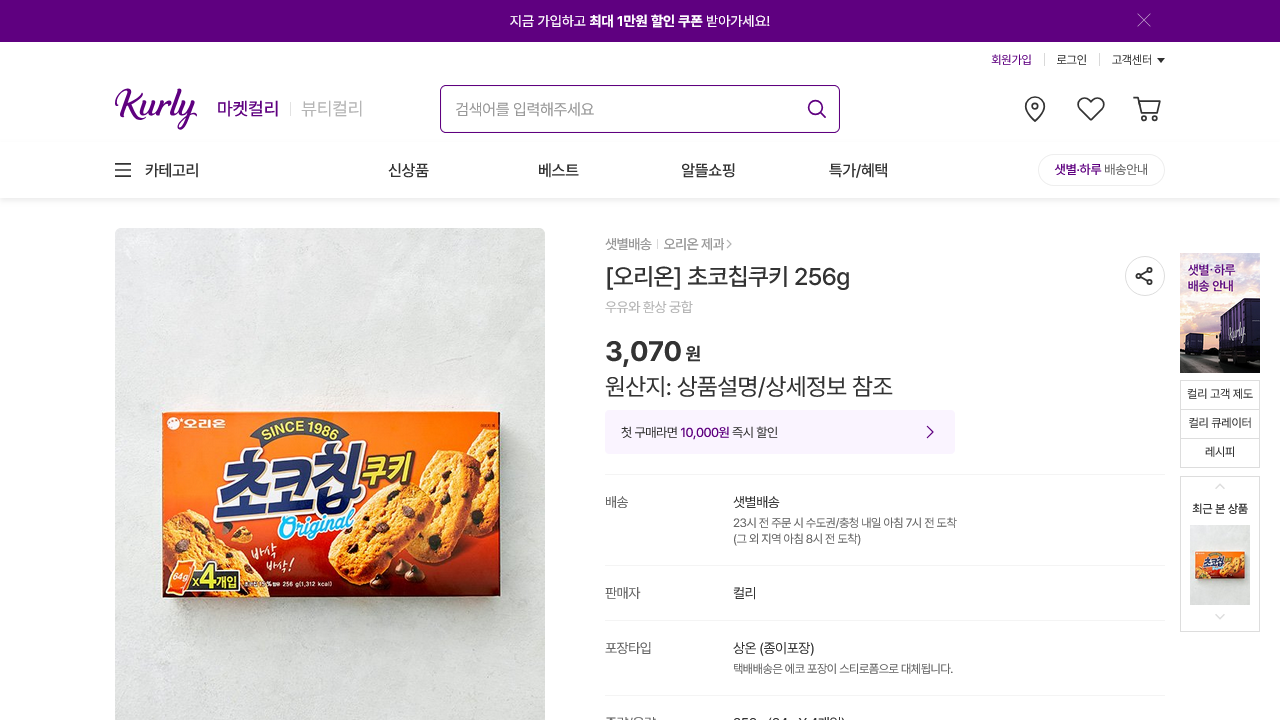 지금 가입하고 최대 1만원 할인 쿠폰 받아가세요!
회원가입
로그인
고객센터
Kurly
마켓컬리
뷰티컬리
검색어를 입력해주세요
카테고리
신상품
베스트
알뜰쇼핑
특가/혜택
샛별·하루 배송안내
샛별배송
오리온 제과
[오리온] 초코칩쿠키 256g
우유와 환상 궁합
3,070 원
원산지: 상품설명/상세정보 참조
첫 구매라면 10,000원 즉시 할인
배송
샛별배송
23시 전 주문 시 수도권/충청 내일 아침 7시 전 도착
(그 외 지역 아침 8시 전 도착)
판매자
컬리
포장타입
상온 (종이포장)
택배배송은 에코 포장이 스티로폼으로 대체됩니다.
오리온
SINCE 1986
초코칩
쿠키
Original
바삭
바삭!
64g
x4개입
256 g(1,312 kcal)
샛별·하루
배송 안내
Kurly
컬리 고객 제도
컬리 큐레이터
레시피
최근 본 상품